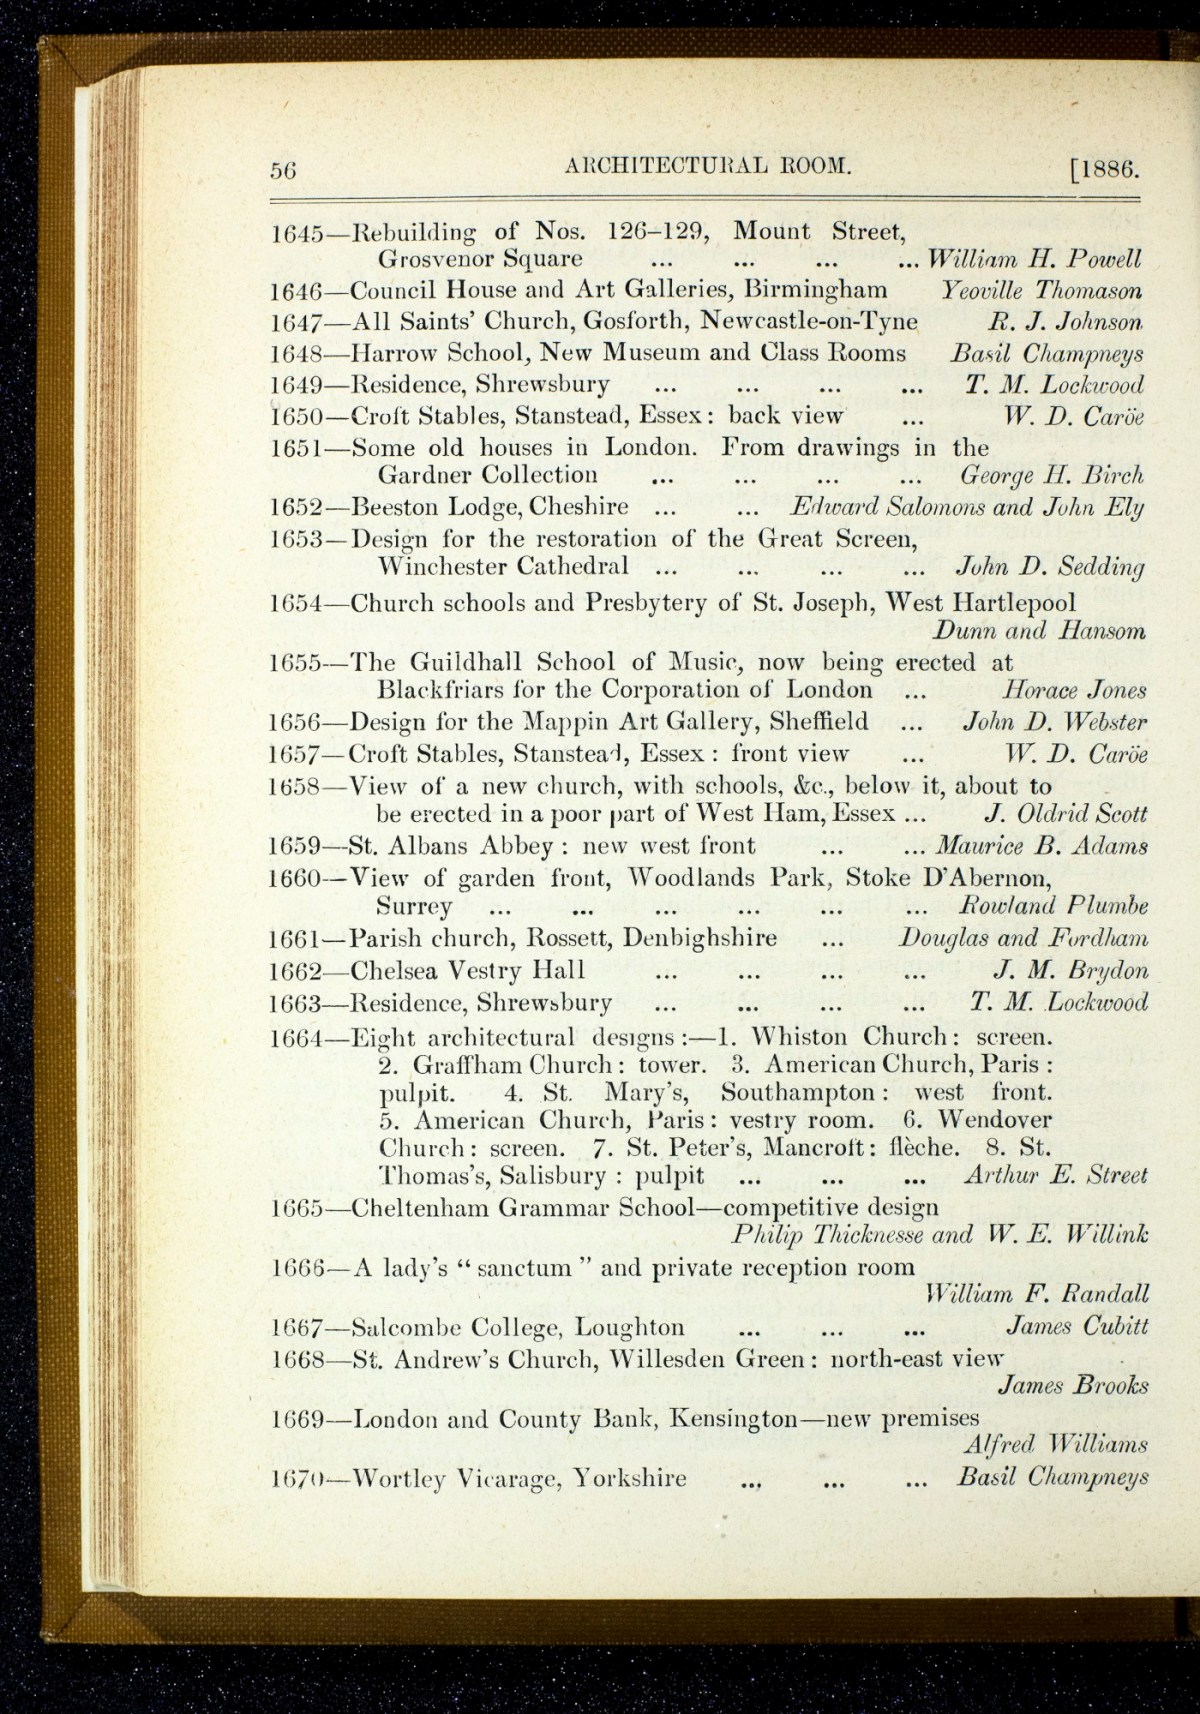 56 ARCHITECTURAL ROOM. [1886.
1645—Rebuilding of Nos. 126–129, Mount Street,
Grosvenor Square ... ... ... ... William H. Powell
1646—Council House and Art Galleries, Birmingham Yeoville Thomason
1647—All Saints' Church, Gosforth, Newcastle-on-Tyne R. J. Johnson
1648—Harrow School, New Museum and Class Rooms Basil Champneys
1649—Residence, Shrewsbury ... ... ... ... T. M. Lockwood
1650—Croft Stables, Stanstead, Essex: back view ... W. D. Caröe
1651—Some old houses in London. From drawings in the
Gardner Collection ... ... ... ... George H. Birch
1652—Beeston Lodge, Cheshire ... ... Edward Salomons and John Ely
1653—Design for the restoration of the Great Screen,
Winchester Cathedral ... ... ... ... John D. Sedding
1654—Church schools and Presbytery of St. Joseph, West Hartlepool
Dunn and Hansom
1655—The Guildhall School of Music, now being erected at
Blackfriars for the Corporation of London ... Horace Jones
1656—Design for the Mappin Art Gallery, Sheffield ... John D. Webster
1657—Croft Stables, Stanstead, Essex : front view ... W. D. Caröe
1658—View of a new church, with schools, &c., below it, about to
be erected in a poor part of West Ham, Essex ... J. Oldrid Scott
1659—St. Albans Abbey : new west front ... ... Maurice B. Adams
1660—View of garden front, Woodlands Park, Stoke D'Abernon,
Surrey ... ... ... ... ... ... Rowland Plumbe
1661—Parish church, Rossett, Denbighshire ... Douglas and Fordham
1662—Chelsea Vestry Hall ... ... ... ... J. M. Brydon
1663—Residence, Shrewsbury ... ... ... ... T. M. Lockwood
1664—Eight architectural designs :—1. Whiston Church: screen.
2. Graffham Church: tower. 3. American Church, Paris :
pulpit. 4. St. Mary's, Southampton: west front.
5. American Church, Paris: vestry room. 6. Wendover
Church: screen. 7. St. Peter's, Mancroft: flèche. 8. St.
Thomas's, Salisbury : pulpit ... ... ... Arthur E. Street
1665—Cheltenham Grammar School—competitive design
Philip Thicknesse and W. E. Willink
1666—A lady's “ sanctum ” and private reception room
William F. Randall
1667—Salcombe College, Loughton ... ... ... James Cubitt
1668—St. Andrew's Church, Willesden Green: north-east view
James Brooks
1669—London and County Bank, Kensington—new premises
Alfred Williams
1670—Wortley Vicarage, Yorkshire ... ... ... Basil Champneys